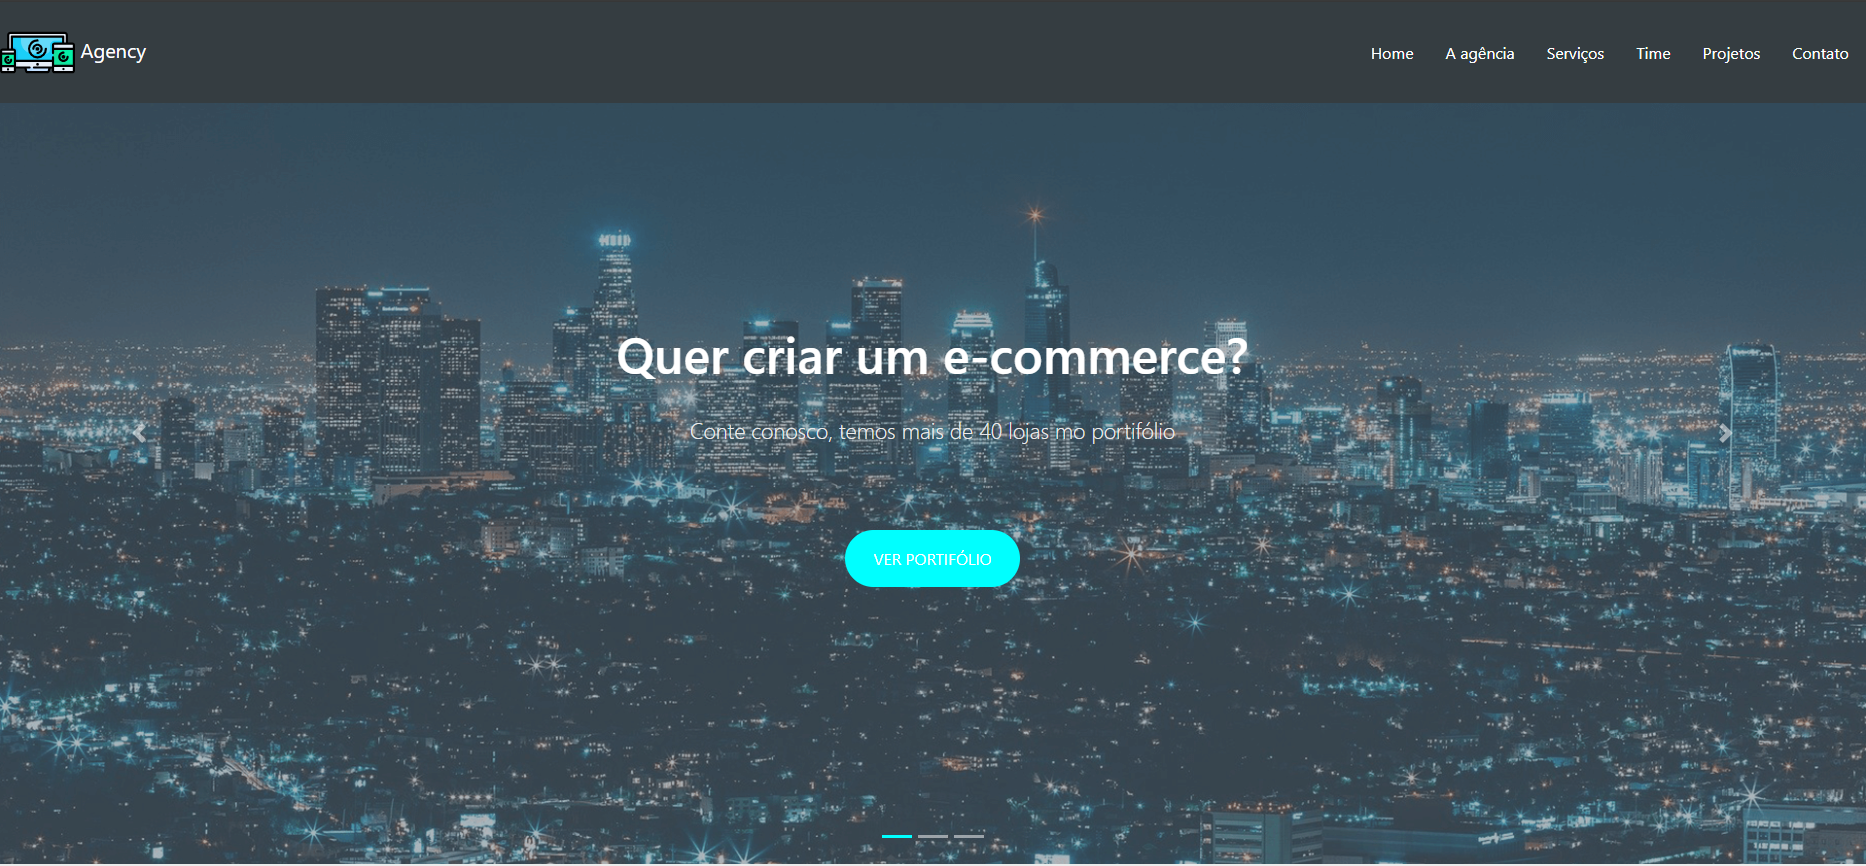 Agency
Home A agência Serviços Time Projetos Contato
Quer criar um e-commerce?
Conte conosco, temos mais de 40 lojas mo portifólio
VER PORTIFÓLIO